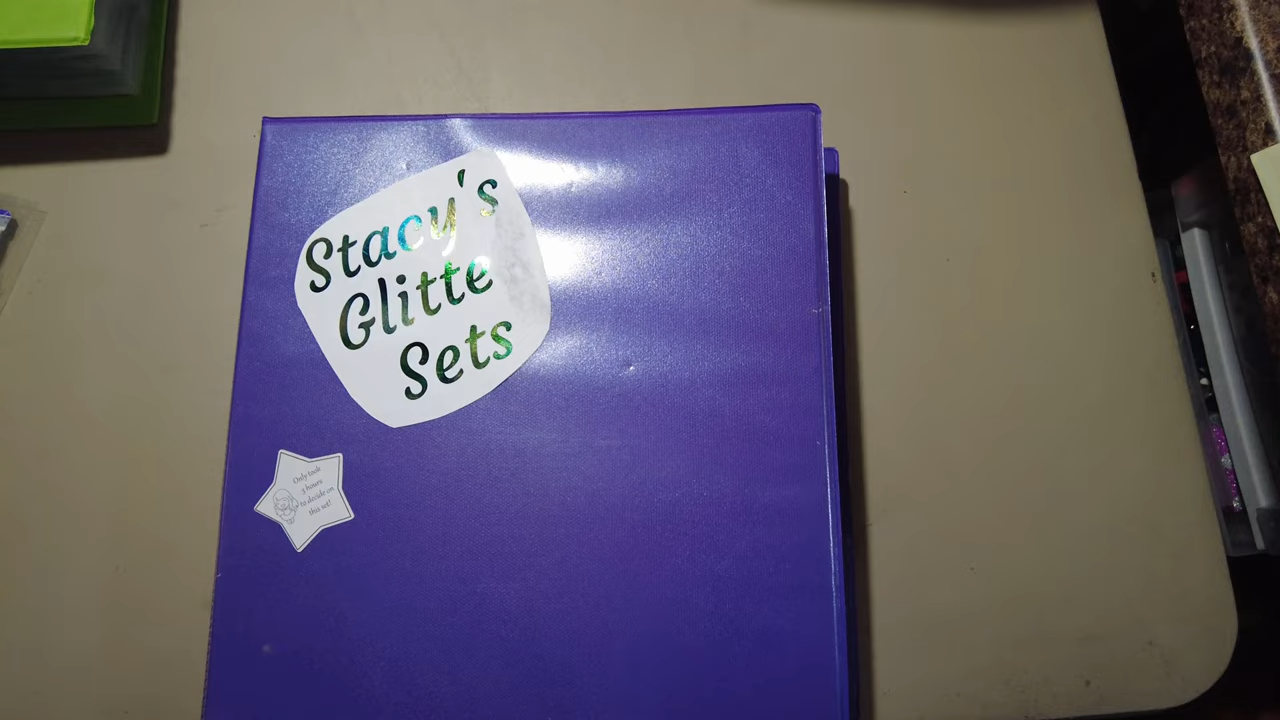 Stacy's
Glitte
Sets
Only took
3 hours
to decide on
this set!